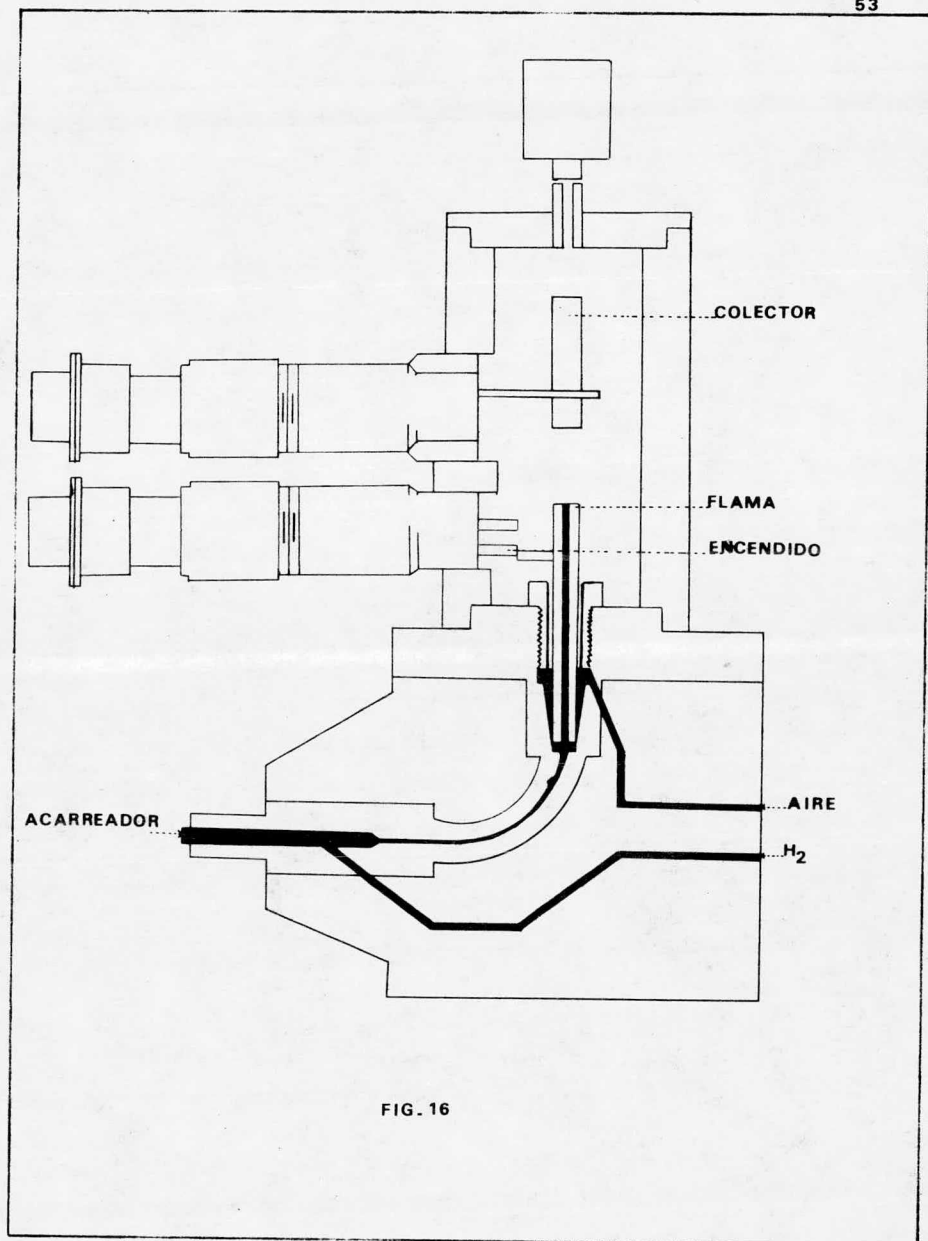 53
COLECTOR
FLAMA
ENCENDIDO
AIRE
ACARREADOR
H₂
FIG. 16